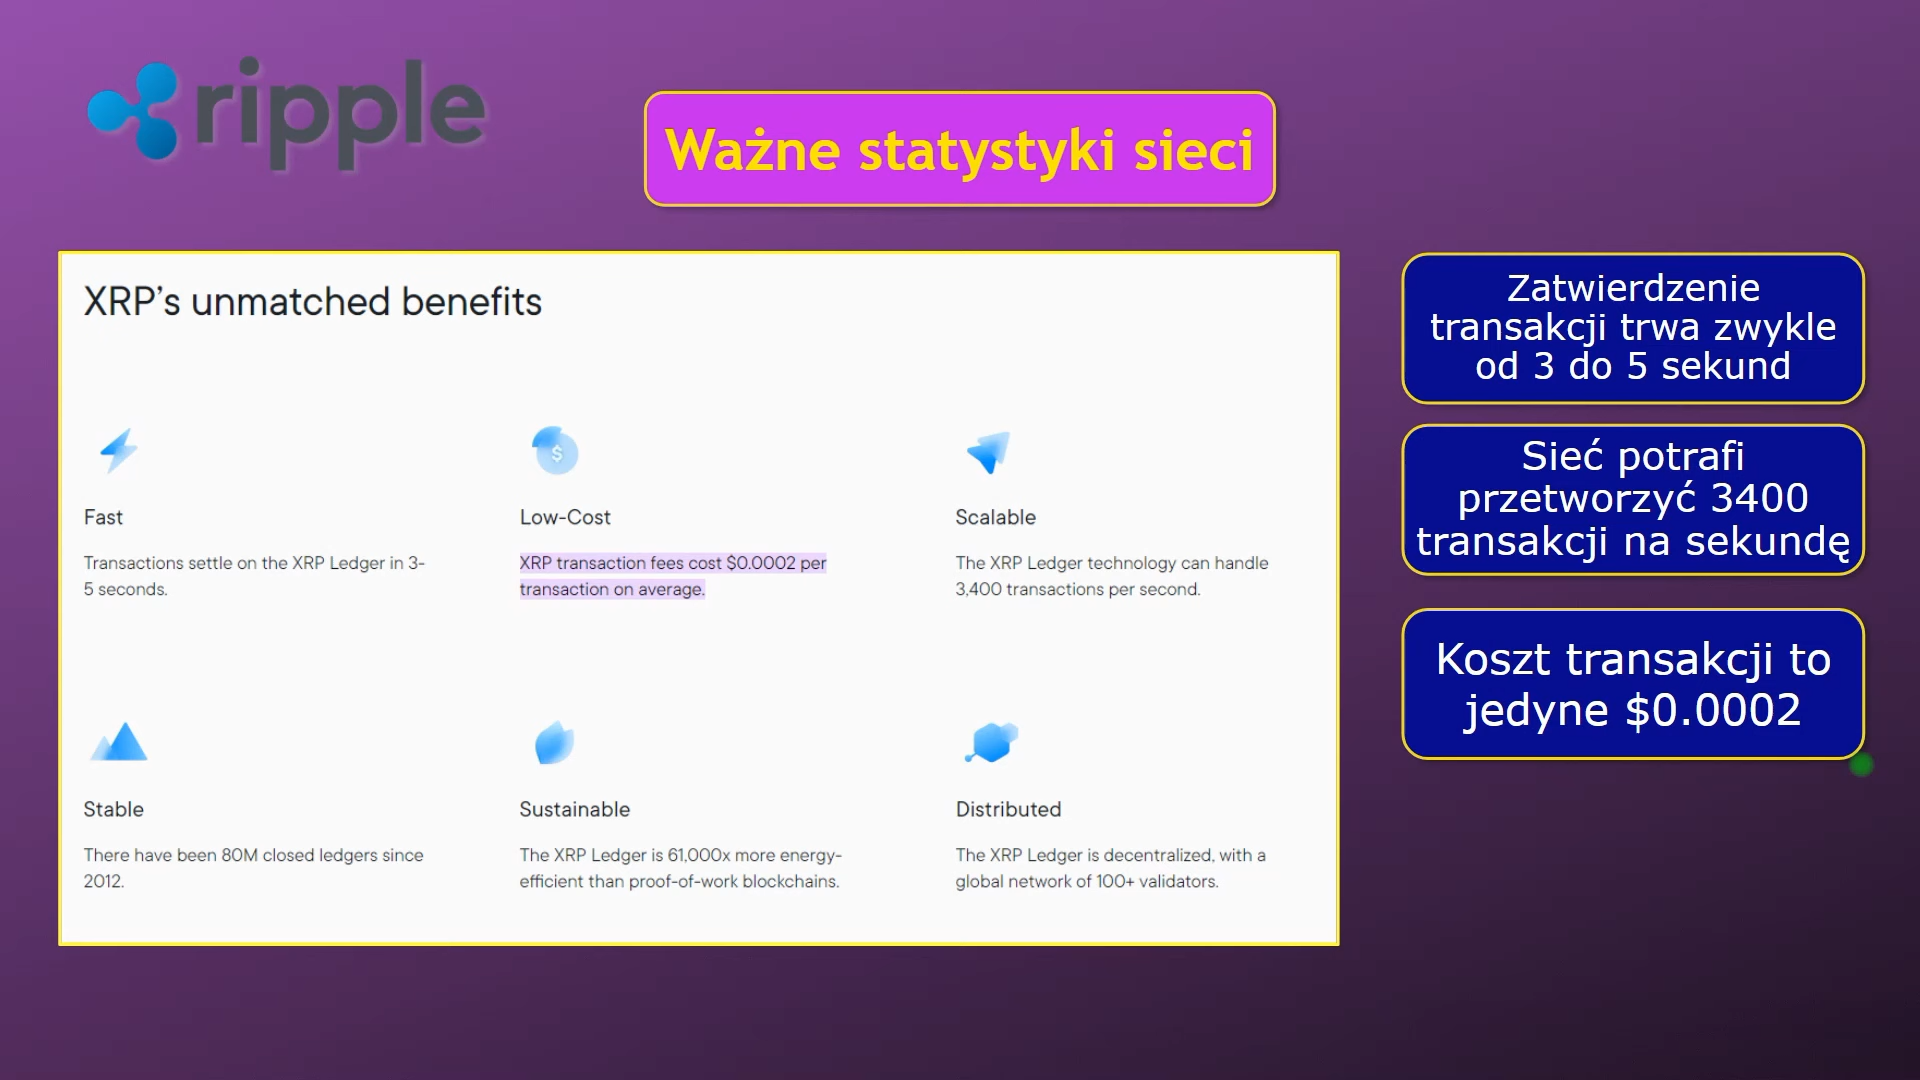 ripple
Ważne statystyki sieci
XRP’s unmatched benefits
Fast
Transactions settle on the XRP Ledger in 3-
5 seconds.
Low-Cost
XRP transaction fees cost $0.0002 per
transaction on average.
Scalable
The XRP Ledger technology can handle
3,400 transactions per second.
Stable
There have been 80M closed ledgers since
2012.
Sustainable
The XRP Ledger is 61,000x more energy-
efficient than proof-of-work blockchains.
Distributed
The XRP Ledger is decentralized, with a
global network of 100+ validators.
Zatwierdzenie
transakcji trwa zwykle
od 3 do 5 sekund
Sieć potrafi
przetworzyć 3400
transakcji na sekundę
Koszt transakcji to
jedyne $0.0002